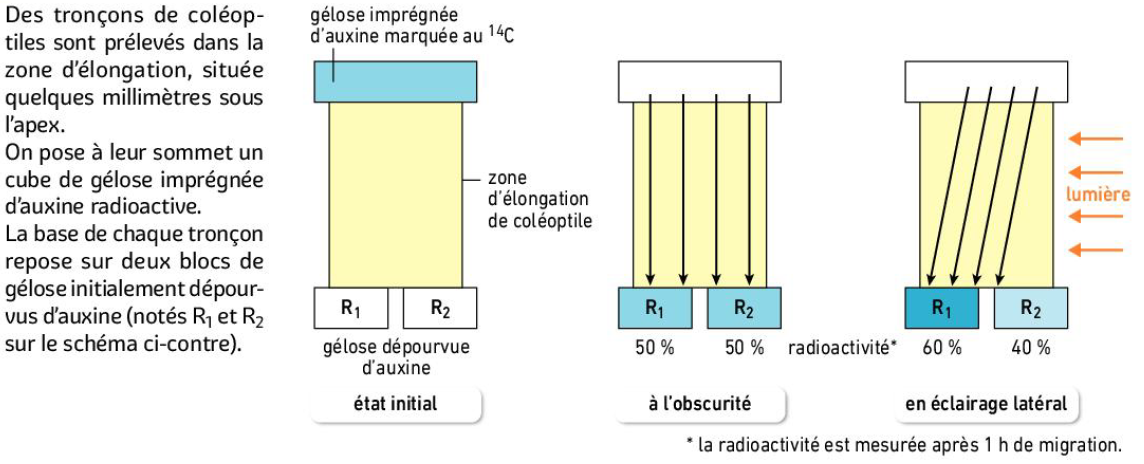 Des tronçons de coléop-
tiles sont prélevés dans la
zone d'élongation, située
quelques millimètres sous
l'apex.
On pose à leur sommet un
cube de gélose imprégnée
d'auxine radioactive.
La base de chaque tronçon
repose sur deux blocs de
gélose initialement dépour-
vus d'auxine (notés R₁ et R₂
sur le schéma ci-contre).
gélose imprégnée
d'auxine marquée au ¹⁴C
zone
d'élongation
de coléoptile
R₁ R₂
gélose dépourvue
d'auxine
état initial
R₁ R₂
50 % 50 %
à l'obscurité
radioactivité*
lumière
R₁ R₂
60 % 40 %
en éclairage latéral
* la radioactivité est mesurée après 1 h de migration.